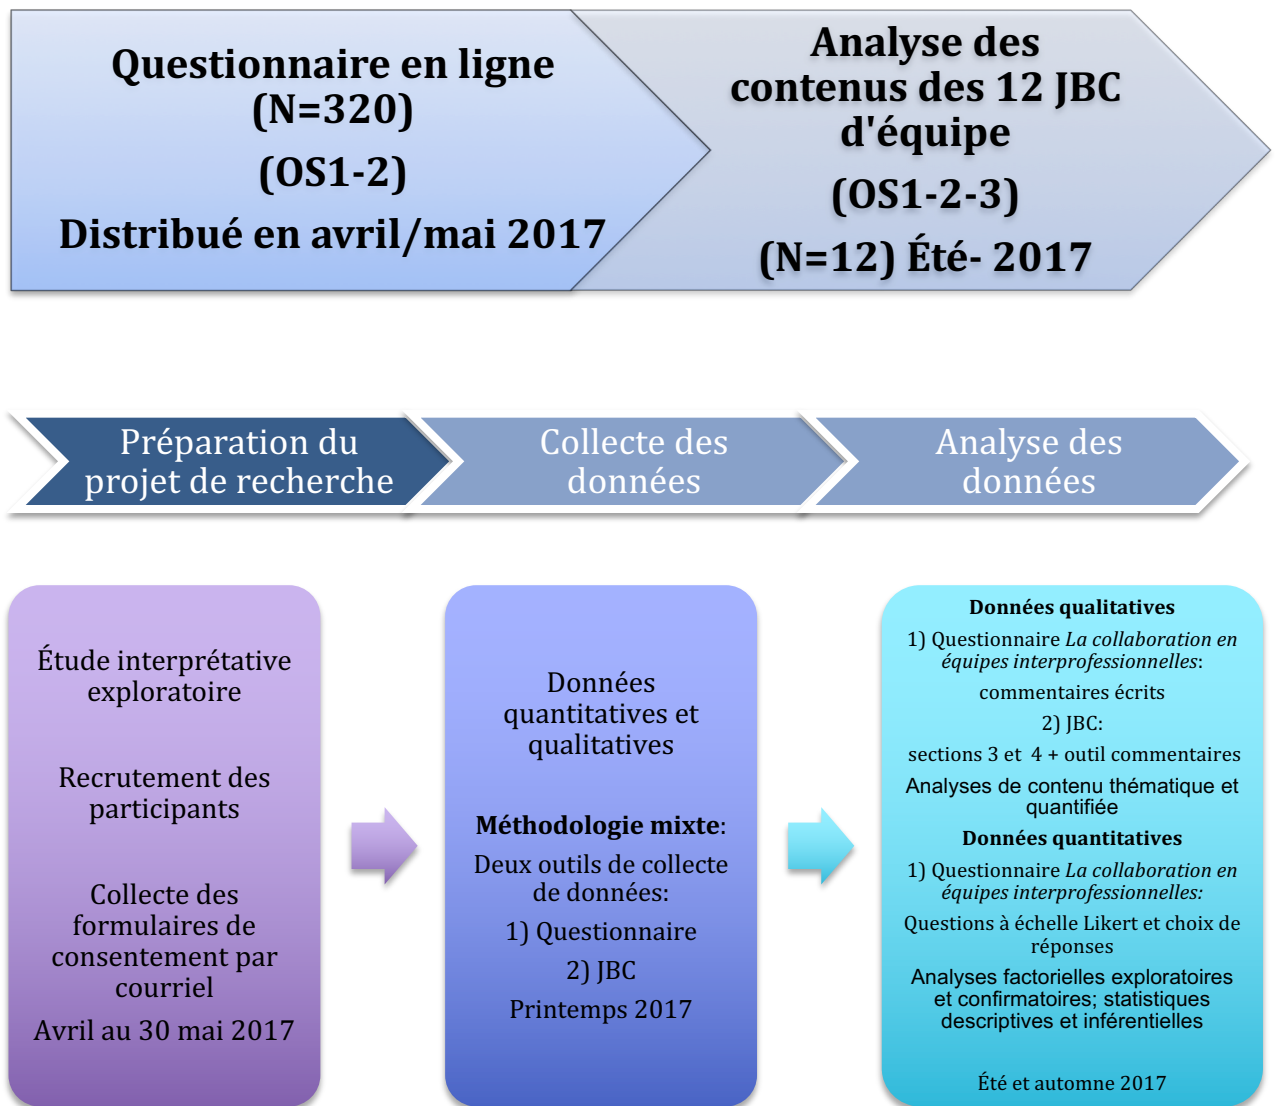 Questionnaire en ligne
(N=320)
(OS1-2)
Distribué en avril/mai 2017
Analyse des
contenus des 12 JBC
d'équipe
(OS1-2-3)
(N=12) Été- 2017
Préparation du
projet de recherche
Collecte des
données
Analyse des
données
Étude interprétative
exploratoire
Recrutement des
participants
Collecte des
formulaires de
consentement par
courriel
Avril au 30 mai 2017
Données
quantitatives et
qualitatives
Méthodologie mixte:
Deux outils de collecte
de données:
1) Questionnaire
2) JBC
Printemps 2017
Données qualitatives
1) Questionnaire La collaboration en
équipes interprofessionnelles:
commentaires écrits
2) JBC:
sections 3 et 4 + outil commentaires
Analyses de contenu thématique et
quantifiée
Données quantitatives
1) Questionnaire La collaboration en
équipes interprofessionnelles:
Questions à échelle Likert et choix de
réponses
Analyses factorielles exploratoires
et confirmatoires; statistiques
descriptives et inférentielles
Été et automne 2017